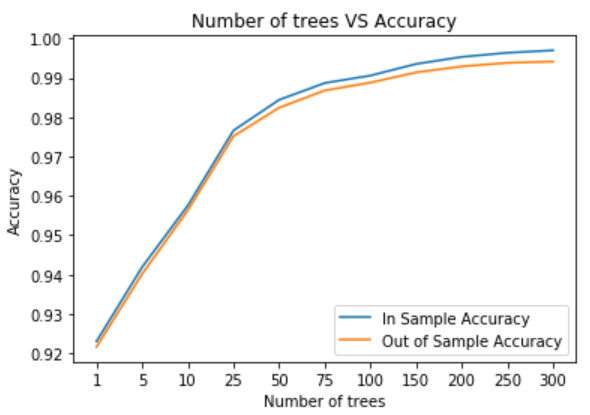 Number of trees VS Accuracy
1.00
0.99
0.98
0.97
0.96
0.95
0.94
0.93
0.92
Accuracy
In Sample Accuracy
Out of Sample Accuracy
1 5 10 25 50 75 100 150 200 250 300
Number of trees